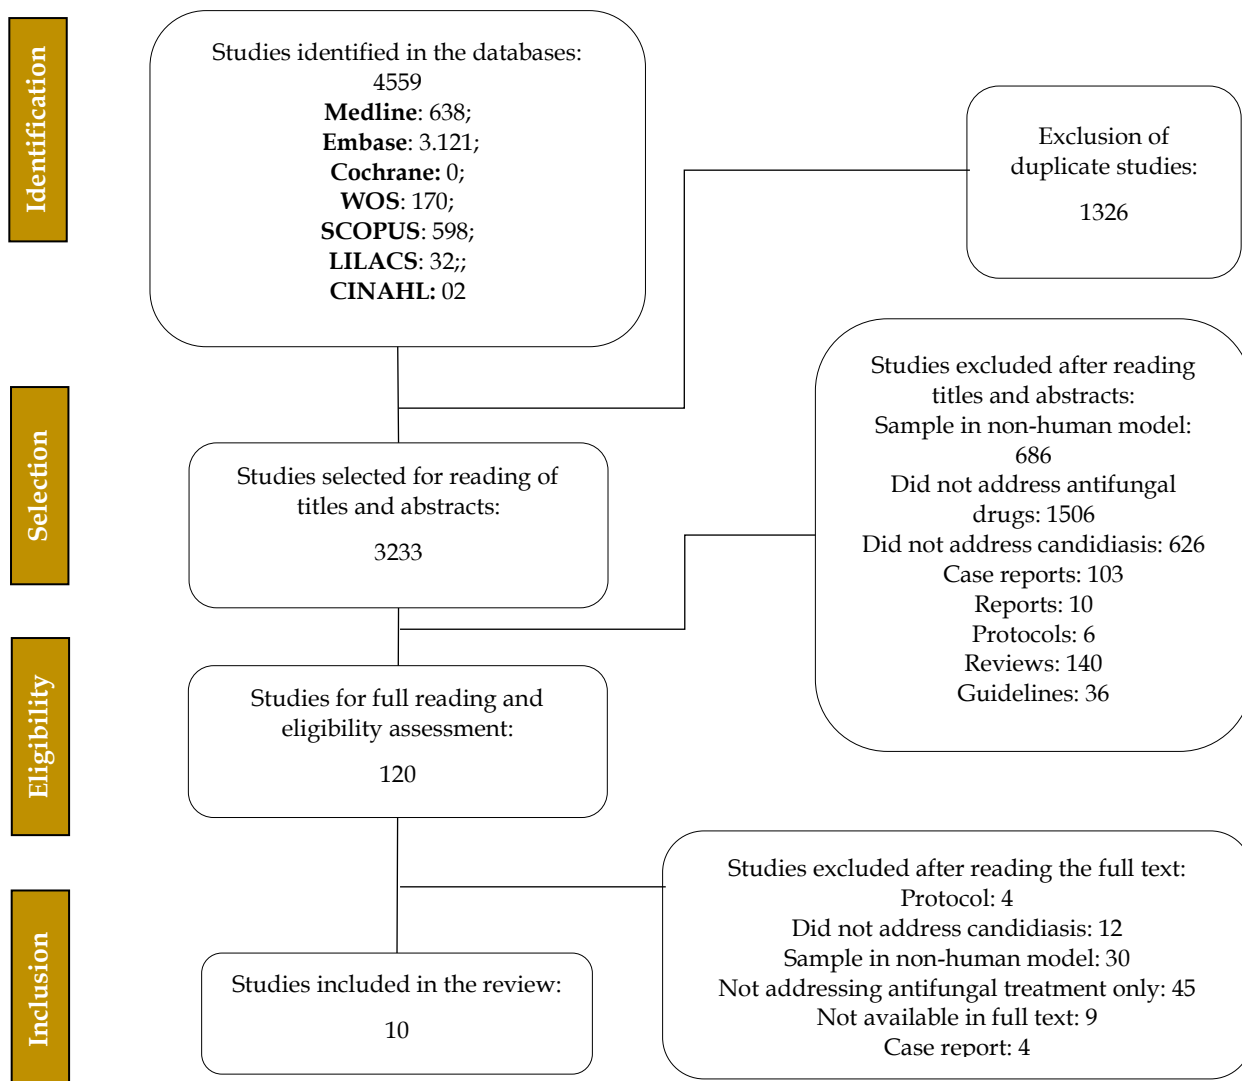 Identification
Studies identified in the databases:
4559
Medline: 638;
Embase: 3.121;
Cochrane: 0;
WOS: 170;
SCOPUS: 598;
LILACS: 32;;
CINAHL: 02
Exclusion of
duplicate studies:
1326
Selection
Studies selected for reading of
titles and abstracts:
3233
Studies excluded after reading
titles and abstracts:
Sample in non-human model:
686
Did not address antifungal
drugs: 1506
Did not address candidiasis: 626
Case reports: 103
Reports: 10
Protocols: 6
Reviews: 140
Guidelines: 36
Eligibility
Studies for full reading and
eligibility assessment:
120
Studies excluded after reading the full text:
Protocol: 4
Did not address candidiasis: 12
Sample in non-human model: 30
Not addressing antifungal treatment only: 45
Not available in full text: 9
Case report: 4
Inclusion
Studies included in the review:
10